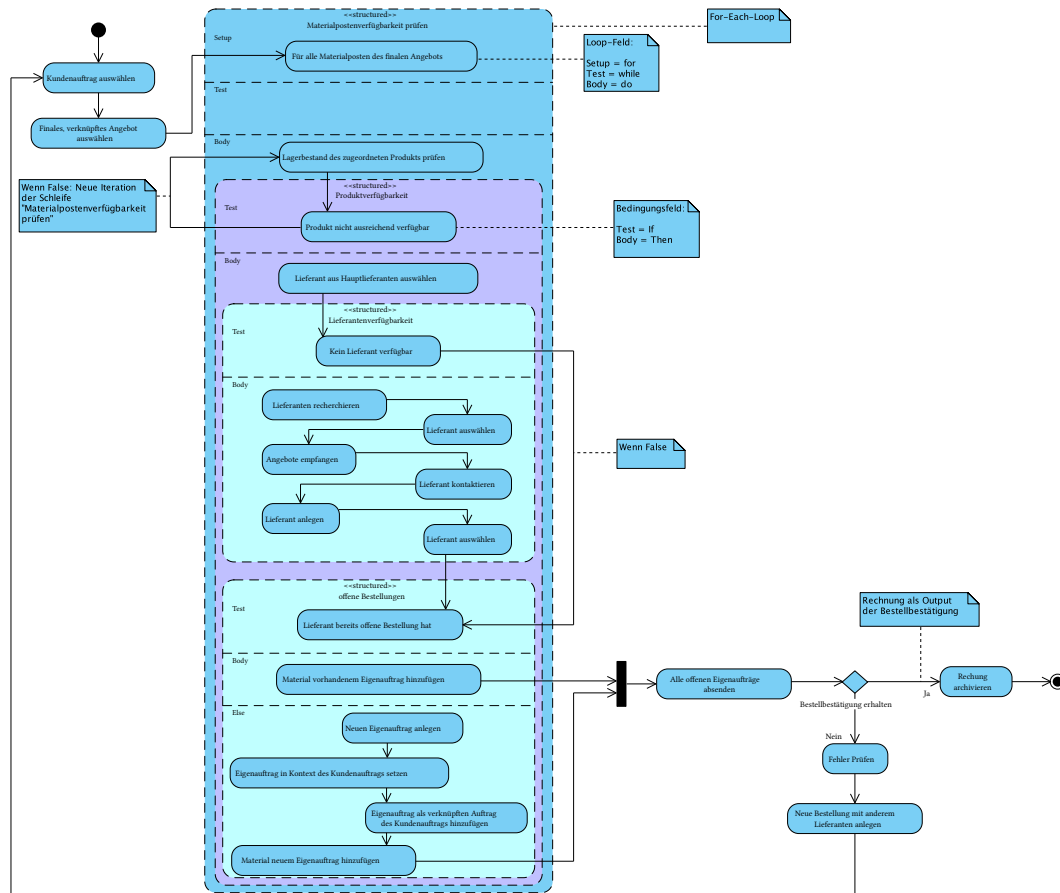 <<structured>>
Materialpostenverfügbarkeit prüfen
For-Each-Loop
Setup
Für alle Materialposten des finalen Angebots
Loop-Feld:
Setup = for
Test = while
Body = do
Kundenauftrag auswählen
Test
Finales, verknüpftes Angebot
auswählen
Body
Lagerbestand des zugeordneten Produkts prüfen
Wenn False: Neue Iteration
der Schleife
"Materialpostenverfügbarkeit
prüfen"
<<structured>>
Produktverfügbarkeit
Test
Produkt nicht ausreichend verfügbar
Bedingungsfeld:
Test = If
Body = Then
Body
Lieferant aus Hauptlieferanten auswählen
<<structured>>
Lieferantenverfügbarkeit
Test
Kein Lieferant verfügbar
Body
Lieferanten recherchieren
Lieferant auswählen
Angebote empfangen
Lieferant kontaktieren
Lieferant anlegen
Lieferant auswählen
Wenn False
<<structured>>
offene Bestellungen
Test
Lieferant bereits offene Bestellung hat
Body
Material vorhandenem Eigenauftrag hinzufügen
Else
Neuen Eigenauftrag anlegen
Eigenauftrag in Kontext des Kundenauftrags setzen
Eigenauftrag als verknüpften Auftrag
des Kundenauftrags hinzufügen
Material neuem Eigenauftrag hinzufügen
Alle offenen Eigenaufträge
absenden
Rechnung als Output
der Bestellbestätigung
Bestellbestätigung erhalten
Ja
Rechung
archivieren
Nein
Fehler Prüfen
Neue Bestellung mit anderem
Lieferanten anlegen